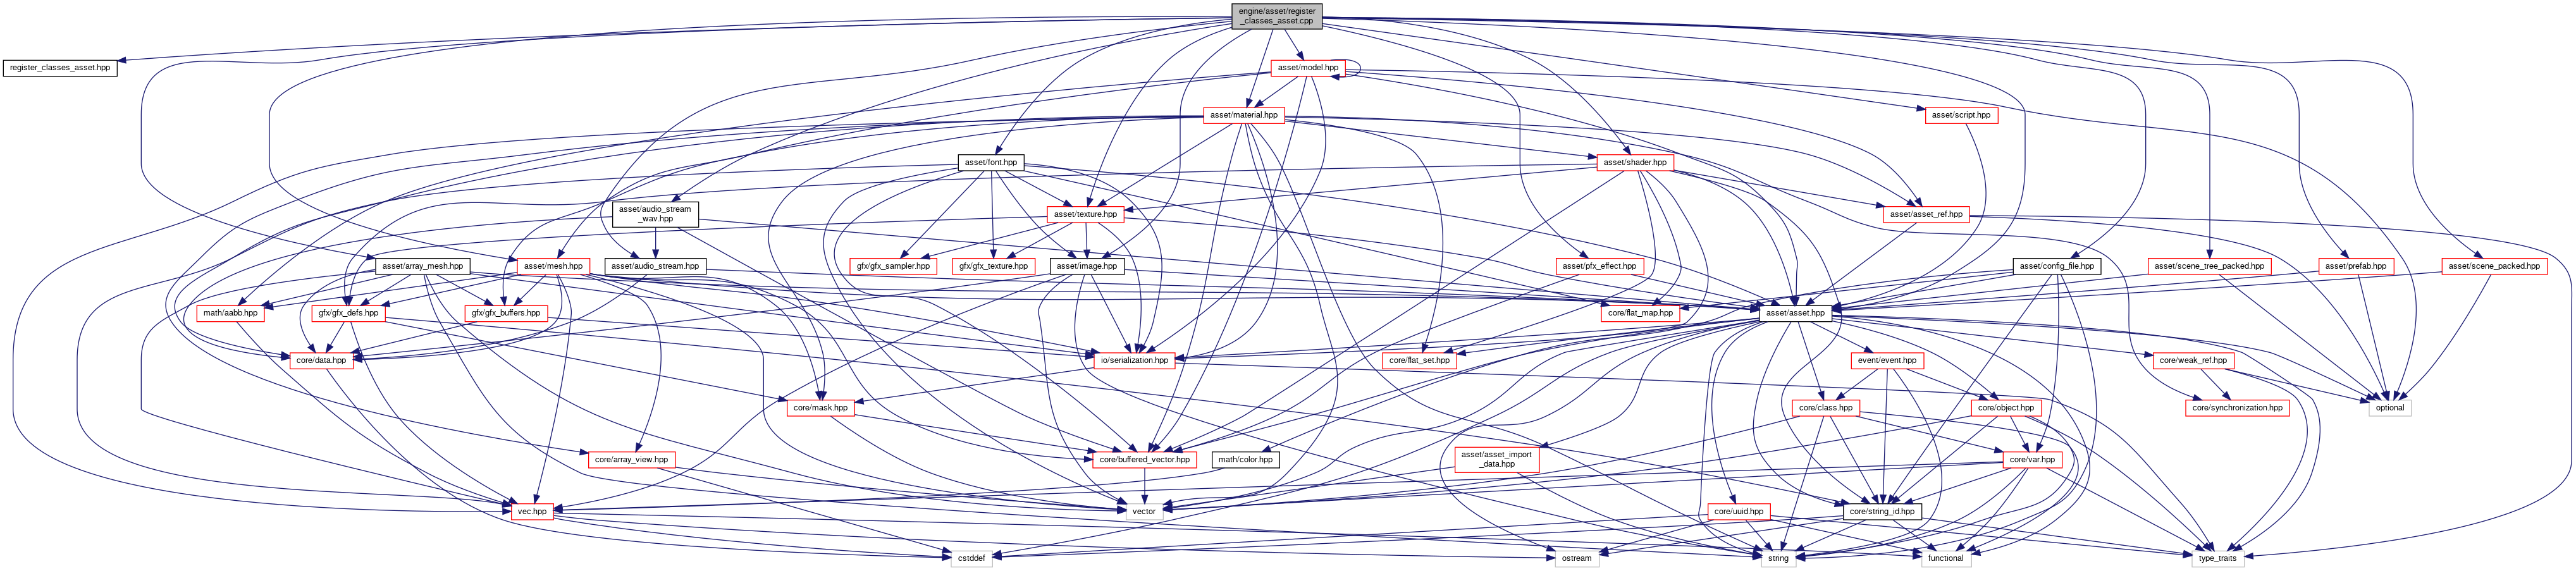 engine/asset/register
_classes_asset.cpp
register_classes_asset.hpp
asset/model.hpp
asset/material.hpp
asset/script.hpp
asset/font.hpp
asset/shader.hpp
asset/audio_stream
_wav.hpp
asset/texture.hpp
asset/asset_ref.hpp
asset/array_mesh.hpp
asset/mesh.hpp
asset/audio_stream.hpp
gfx/gfx_sampler.hpp
gfx/gfx_texture.hpp
asset/image.hpp
asset/pfx_effect.hpp
asset/config_file.hpp
asset/scene_tree_packed.hpp
asset/prefab.hpp
asset/scene_packed.hpp
math/aabb.hpp
gfx/gfx_defs.hpp
gfx/gfx_buffers.hpp
core/flat_map.hpp
asset/asset.hpp
core/data.hpp
io/serialization.hpp
core/flat_set.hpp
event/event.hpp
core/weak_ref.hpp
core/mask.hpp
core/class.hpp
core/object.hpp
core/synchronization.hpp
optional
core/array_view.hpp
core/buffered_vector.hpp
math/color.hpp
asset/asset_import
_data.hpp
core/var.hpp
vec.hpp
vector
core/uuid.hpp
core/string_id.hpp
cstddef
ostream
string
functional
type_traits